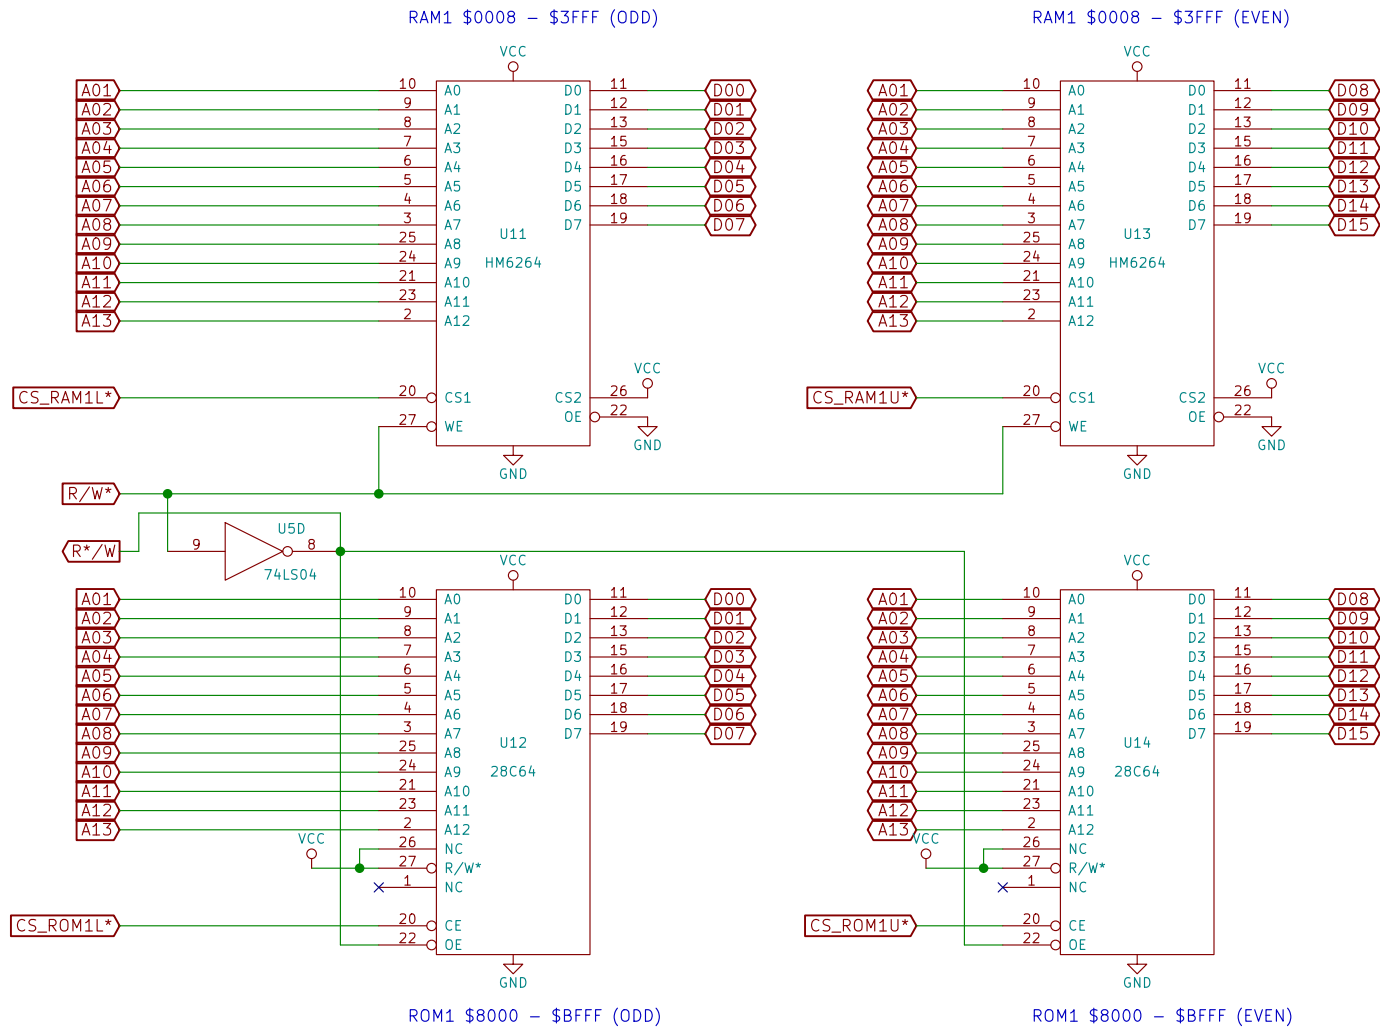 RAM1 $0008 - $3FFF (ODD)
RAM1 $0008 - $3FFF (EVEN)
VCC
VCC
A01 10 A0 D0 11 D00
A02 9 A1 D1 12 D01
A03 8 A2 D2 13 D02
A04 7 A3 D3 15 D03
A05 6 A4 D4 16 D04
A06 5 A5 D5 17 D05
A07 4 A6 D6 18 D06
A08 3 A7 D7 19 D07
U11
A09 25 A8
A10 24 A9 HM6264
A11 21 A10
A12 23 A11
A13 2 A12
VCC
CS_RAM1L* 20 CS1 CS2 26
OE 22
27 WE
GND
GND
A01 10 A0 D0 11 D08
A02 9 A1 D1 12 D09
A03 8 A2 D2 13 D10
A04 7 A3 D3 15 D11
A05 6 A4 D4 16 D12
A06 5 A5 D5 17 D13
A07 4 A6 D6 18 D14
A08 3 A7 D7 19 D15
U13
A09 25 A8
A10 24 A9 HM6264
A11 21 A10
A12 23 A11
A13 2 A12
VCC
CS_RAM1U* 20 CS1 CS2 26
OE 22
27 WE
GND
GND
R/W*
U5D
R*/W 9 8
74LS04
VCC
VCC
A01 10 A0 D0 11 D00
A02 9 A1 D1 12 D01
A03 8 A2 D2 13 D02
A04 7 A3 D3 15 D03
A05 6 A4 D4 16 D04
A06 5 A5 D5 17 D05
A07 4 A6 D6 18 D06
A08 3 A7 D7 19 D07
U12
A09 25 A8
A10 24 A9 28C64
A11 21 A10
A12 23 A11
A13 2 A12
VCC
26 NC
27 R/W*
1 NC
CS_ROM1L* 20 CE
22 OE
GND
A01 10 A0 D0 11 D08
A02 9 A1 D1 12 D09
A03 8 A2 D2 13 D10
A04 7 A3 D3 15 D11
A05 6 A4 D4 16 D12
A06 5 A5 D5 17 D13
A07 4 A6 D6 18 D14
A08 3 A7 D7 19 D15
U14
A09 25 A8
A10 24 A9 28C64
A11 21 A10
A12 23 A11
A13 2 A12
VCC
26 NC
27 R/W*
1 NC
CS_ROM1U* 20 CE
22 OE
GND
ROM1 $8000 - $BFFF (ODD)
ROM1 $8000 - $BFFF (EVEN)